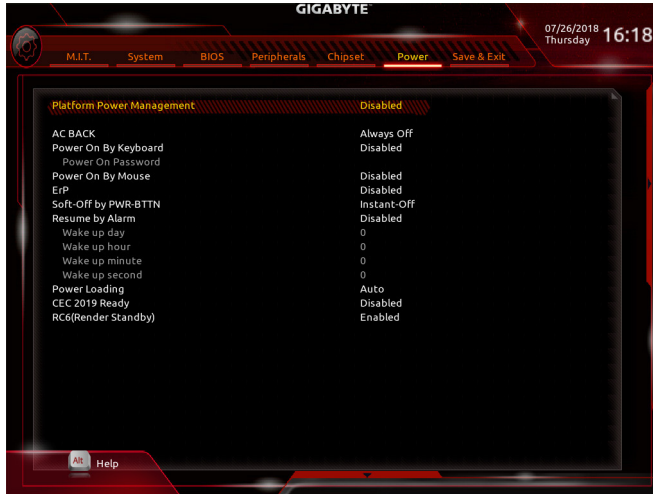 GIGABYTE™
07/26/2018 16:18
Thursday
M.I.T. System BIOS Peripherals Chipset Power Save & Exit
Platform Power Management Disabled
AC BACK Always Off
Power On By Keyboard Disabled
Power On Password
Power On By Mouse Disabled
ErP Disabled
Soft-Off by PWR-BTTN Instant-Off
Resume by Alarm Disabled
Wake up day 0
Wake up hour 0
Wake up minute 0
Wake up second 0
Power Loading Auto
CEC 2019 Ready Disabled
RC6(Render Standby) Enabled
Alt Help